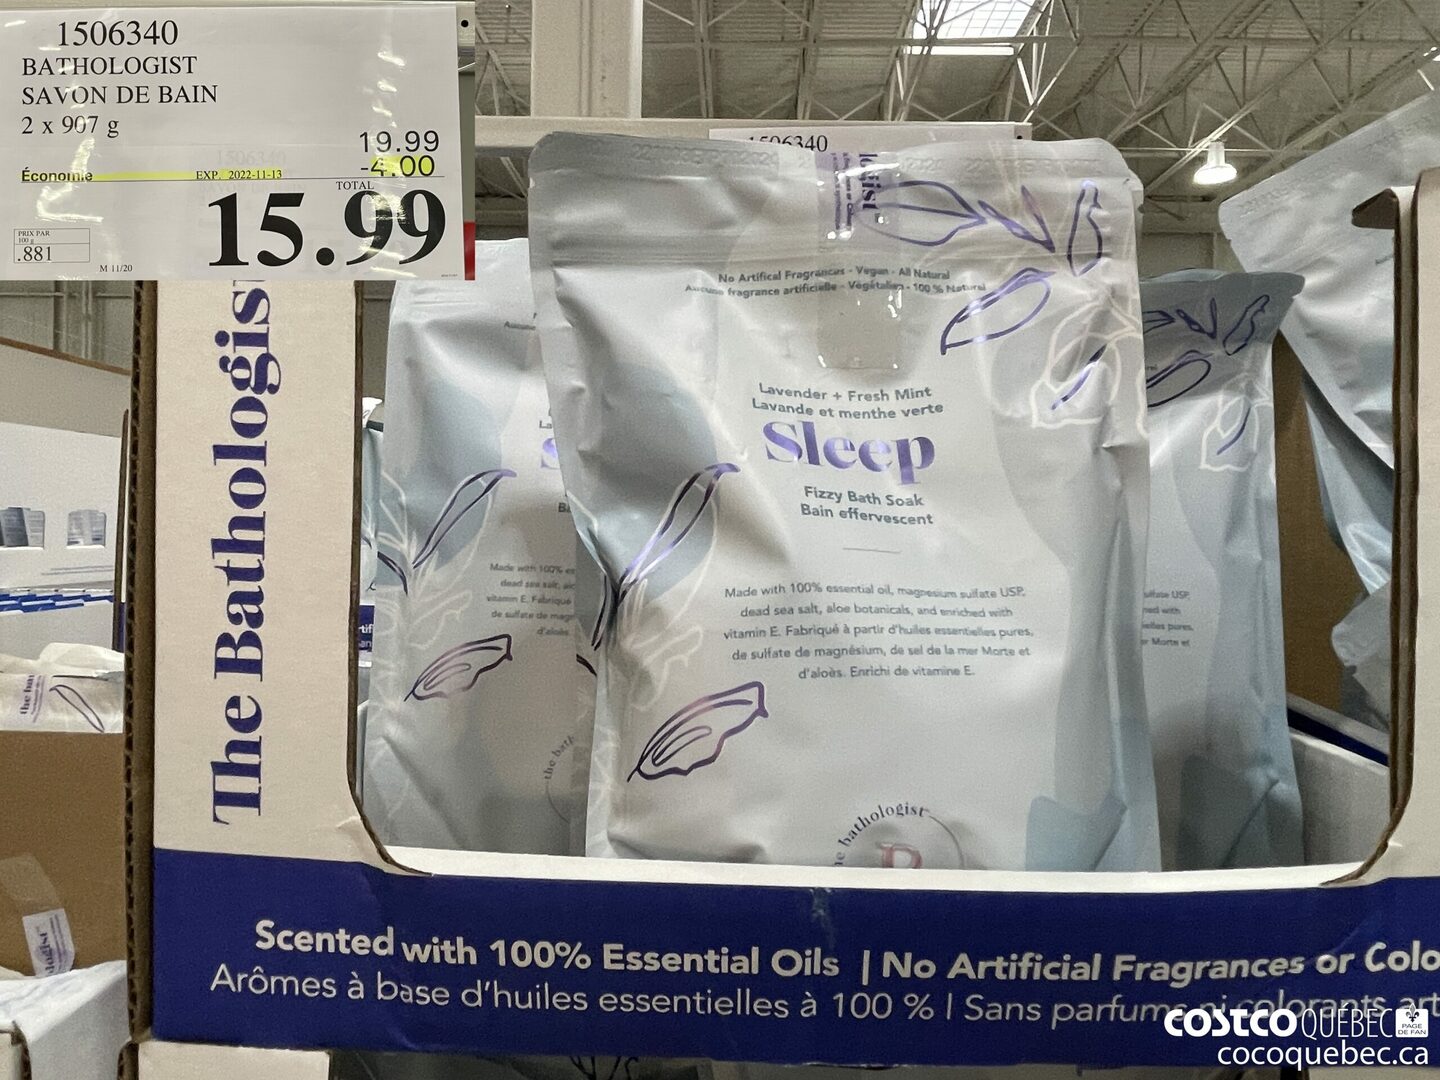 1506340
BATHOLOGIST
SAVON DE BAIN
2 x 907 g
19.99
-4.00
Économie
EXP. 2022-11-13
TOTAL
15.99
PRIX PAR
100 g
.881
M 11/20
1506340
The Bathologist
No Artifical Fragrances - Vegan - All Natural
Aucune fragrance artificielle - Végétalien - 100 % Naturel
Lavender + Fresh Mint
Lavande et menthe verte
Sleep
Fizzy Bath Soak
Bain effervescent
Made with 100% essential oil, magnesium sulfate USP,
dead sea salt, aloe botanicals, and enriched with
vitamin E. Fabriqué à partir d'huiles essentielles pures,
de sulfate de magnésium, de sel de la mer Morte et
d'aloès. Enrichi de vitamine E.
the bathologist
Scented with 100% Essential Oils | No Artificial Fragrances or Colo
Arômes à base d'huiles essentielles à 100 % | Sans parfums ni colorants art
COSTCO QUÉBEC PAGE DE FAN
cocoquebec.ca